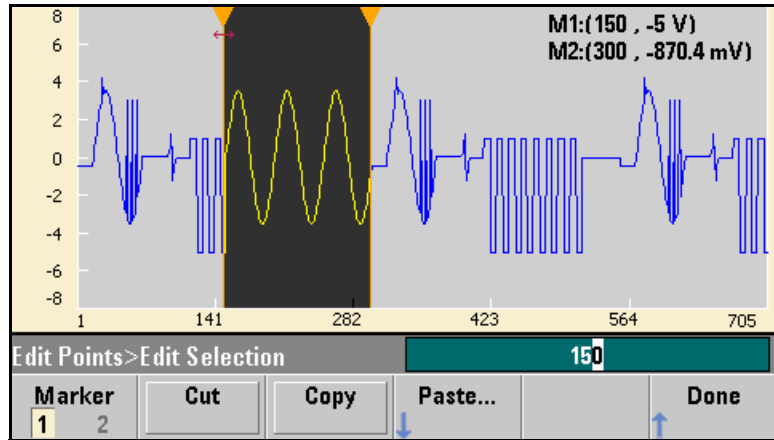 8
M1:(150 , -5 V)
6
M2:(300 , -870.4 mV)
4
2
0
-2
-4
-6
-8
1 141 282 423 564 705
Edit Points>Edit Selection 150
Marker Cut Copy Paste... Done
1 2